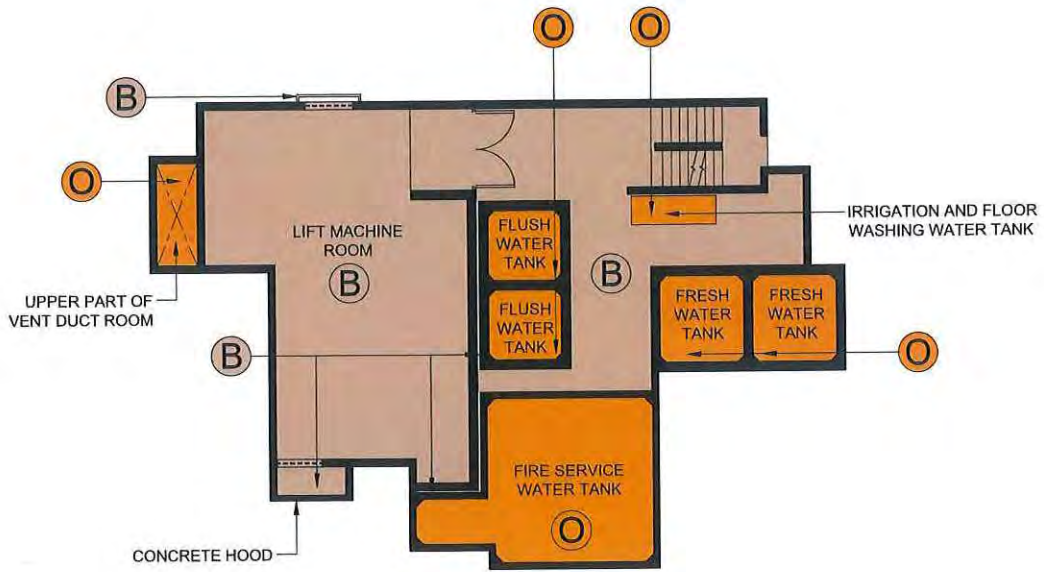 O
O
B
O
LIFT MACHINE
ROOM
B
FLUSH
WATER
TANK
B
IRRIGATION AND FLOOR
WASHING WATER TANK
UPPER PART OF
VENT DUCT ROOM
FLUSH
WATER
TANK
FRESH
WATER
TANK
FRESH
WATER
TANK
B
O
FIRE SERVICE
WATER TANK
O
CONCRETE HOOD